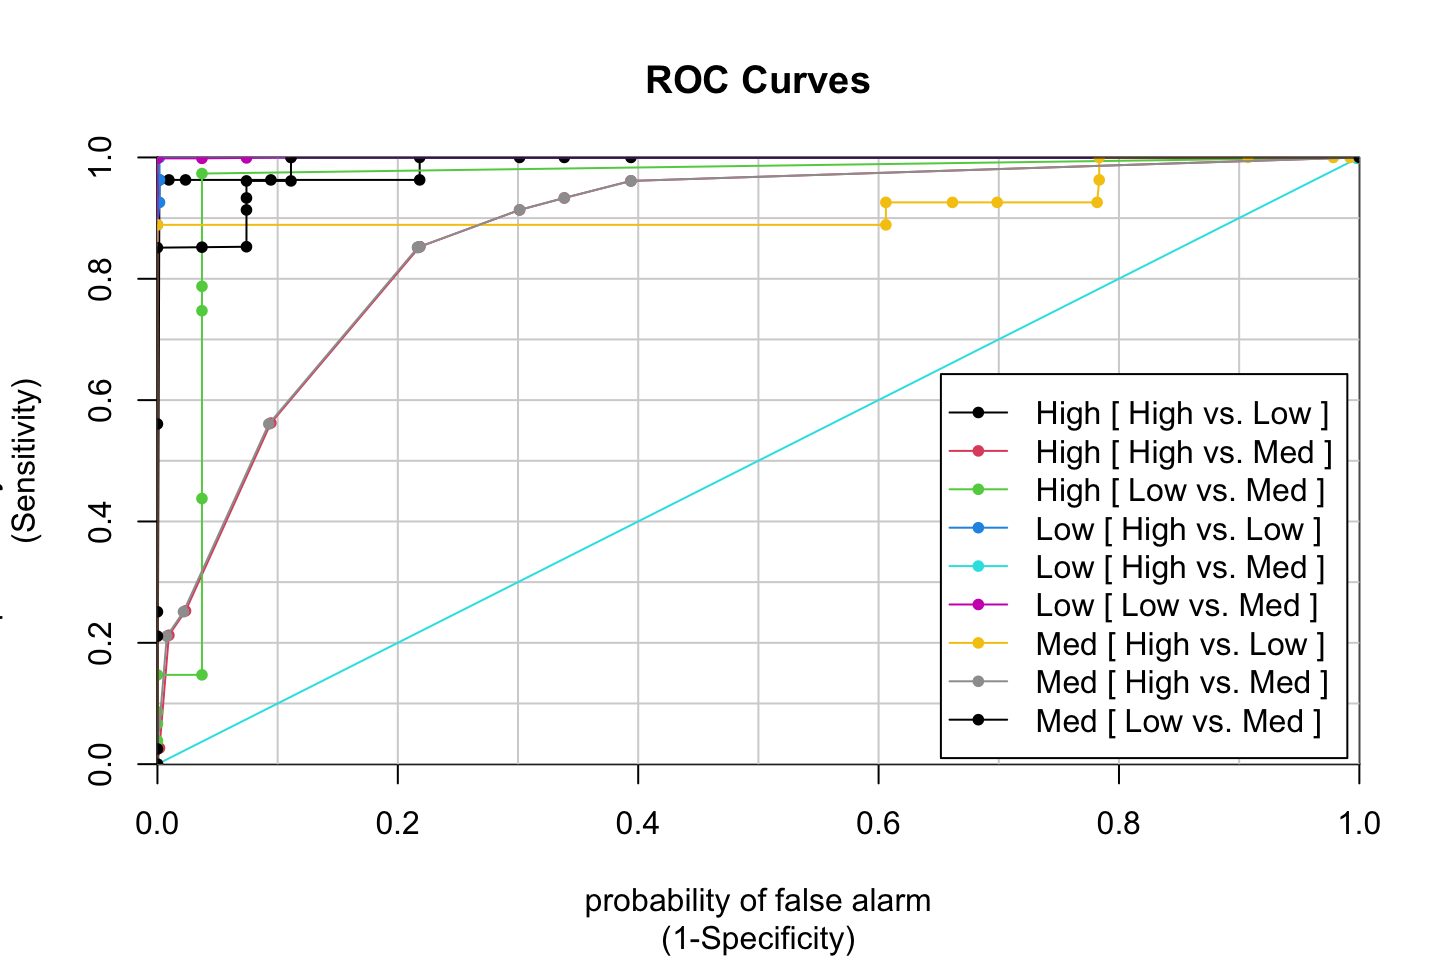 ROC Curves
(Sensitivity)
1.0
0.8
0.6
0.4
0.2
0.0
High [ High vs. Low ]
High [ High vs. Med ]
High [ Low vs. Med ]
Low [ High vs. Low ]
Low [ High vs. Med ]
Low [ Low vs. Med ]
Med [ High vs. Low ]
Med [ High vs. Med ]
Med [ Low vs. Med ]
0.0 0.2 0.4 0.6 0.8 1.0
probability of false alarm
(1-Specificity)